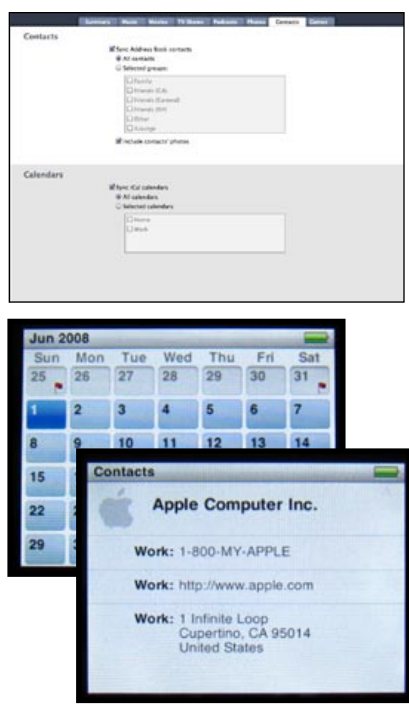 Summary Music Movies TV Shows Podcasts Photos Contacts Games
Contacts
Sync Address Book contacts
All contacts
Selected groups:
Family
Friends (CA)
Friends (General)
Friends (NY)
Other
Include contacts' photos
Calendars
Sync iCal calendars
All calendars
Selected calendars
Home
Work
Jun 2008
Sun Mon Tue Wed Thu Fri Sat
25 26 27 28 29 30 31
1 2 3 4 5 6 7
8 9 10 11 12 13 14
15
22
29
Contacts
Apple Computer Inc.
Work: 1-800-MY-APPLE
Work: http://www.apple.com
Work: 1 Infinite Loop
Cupertino, CA 95014
United States